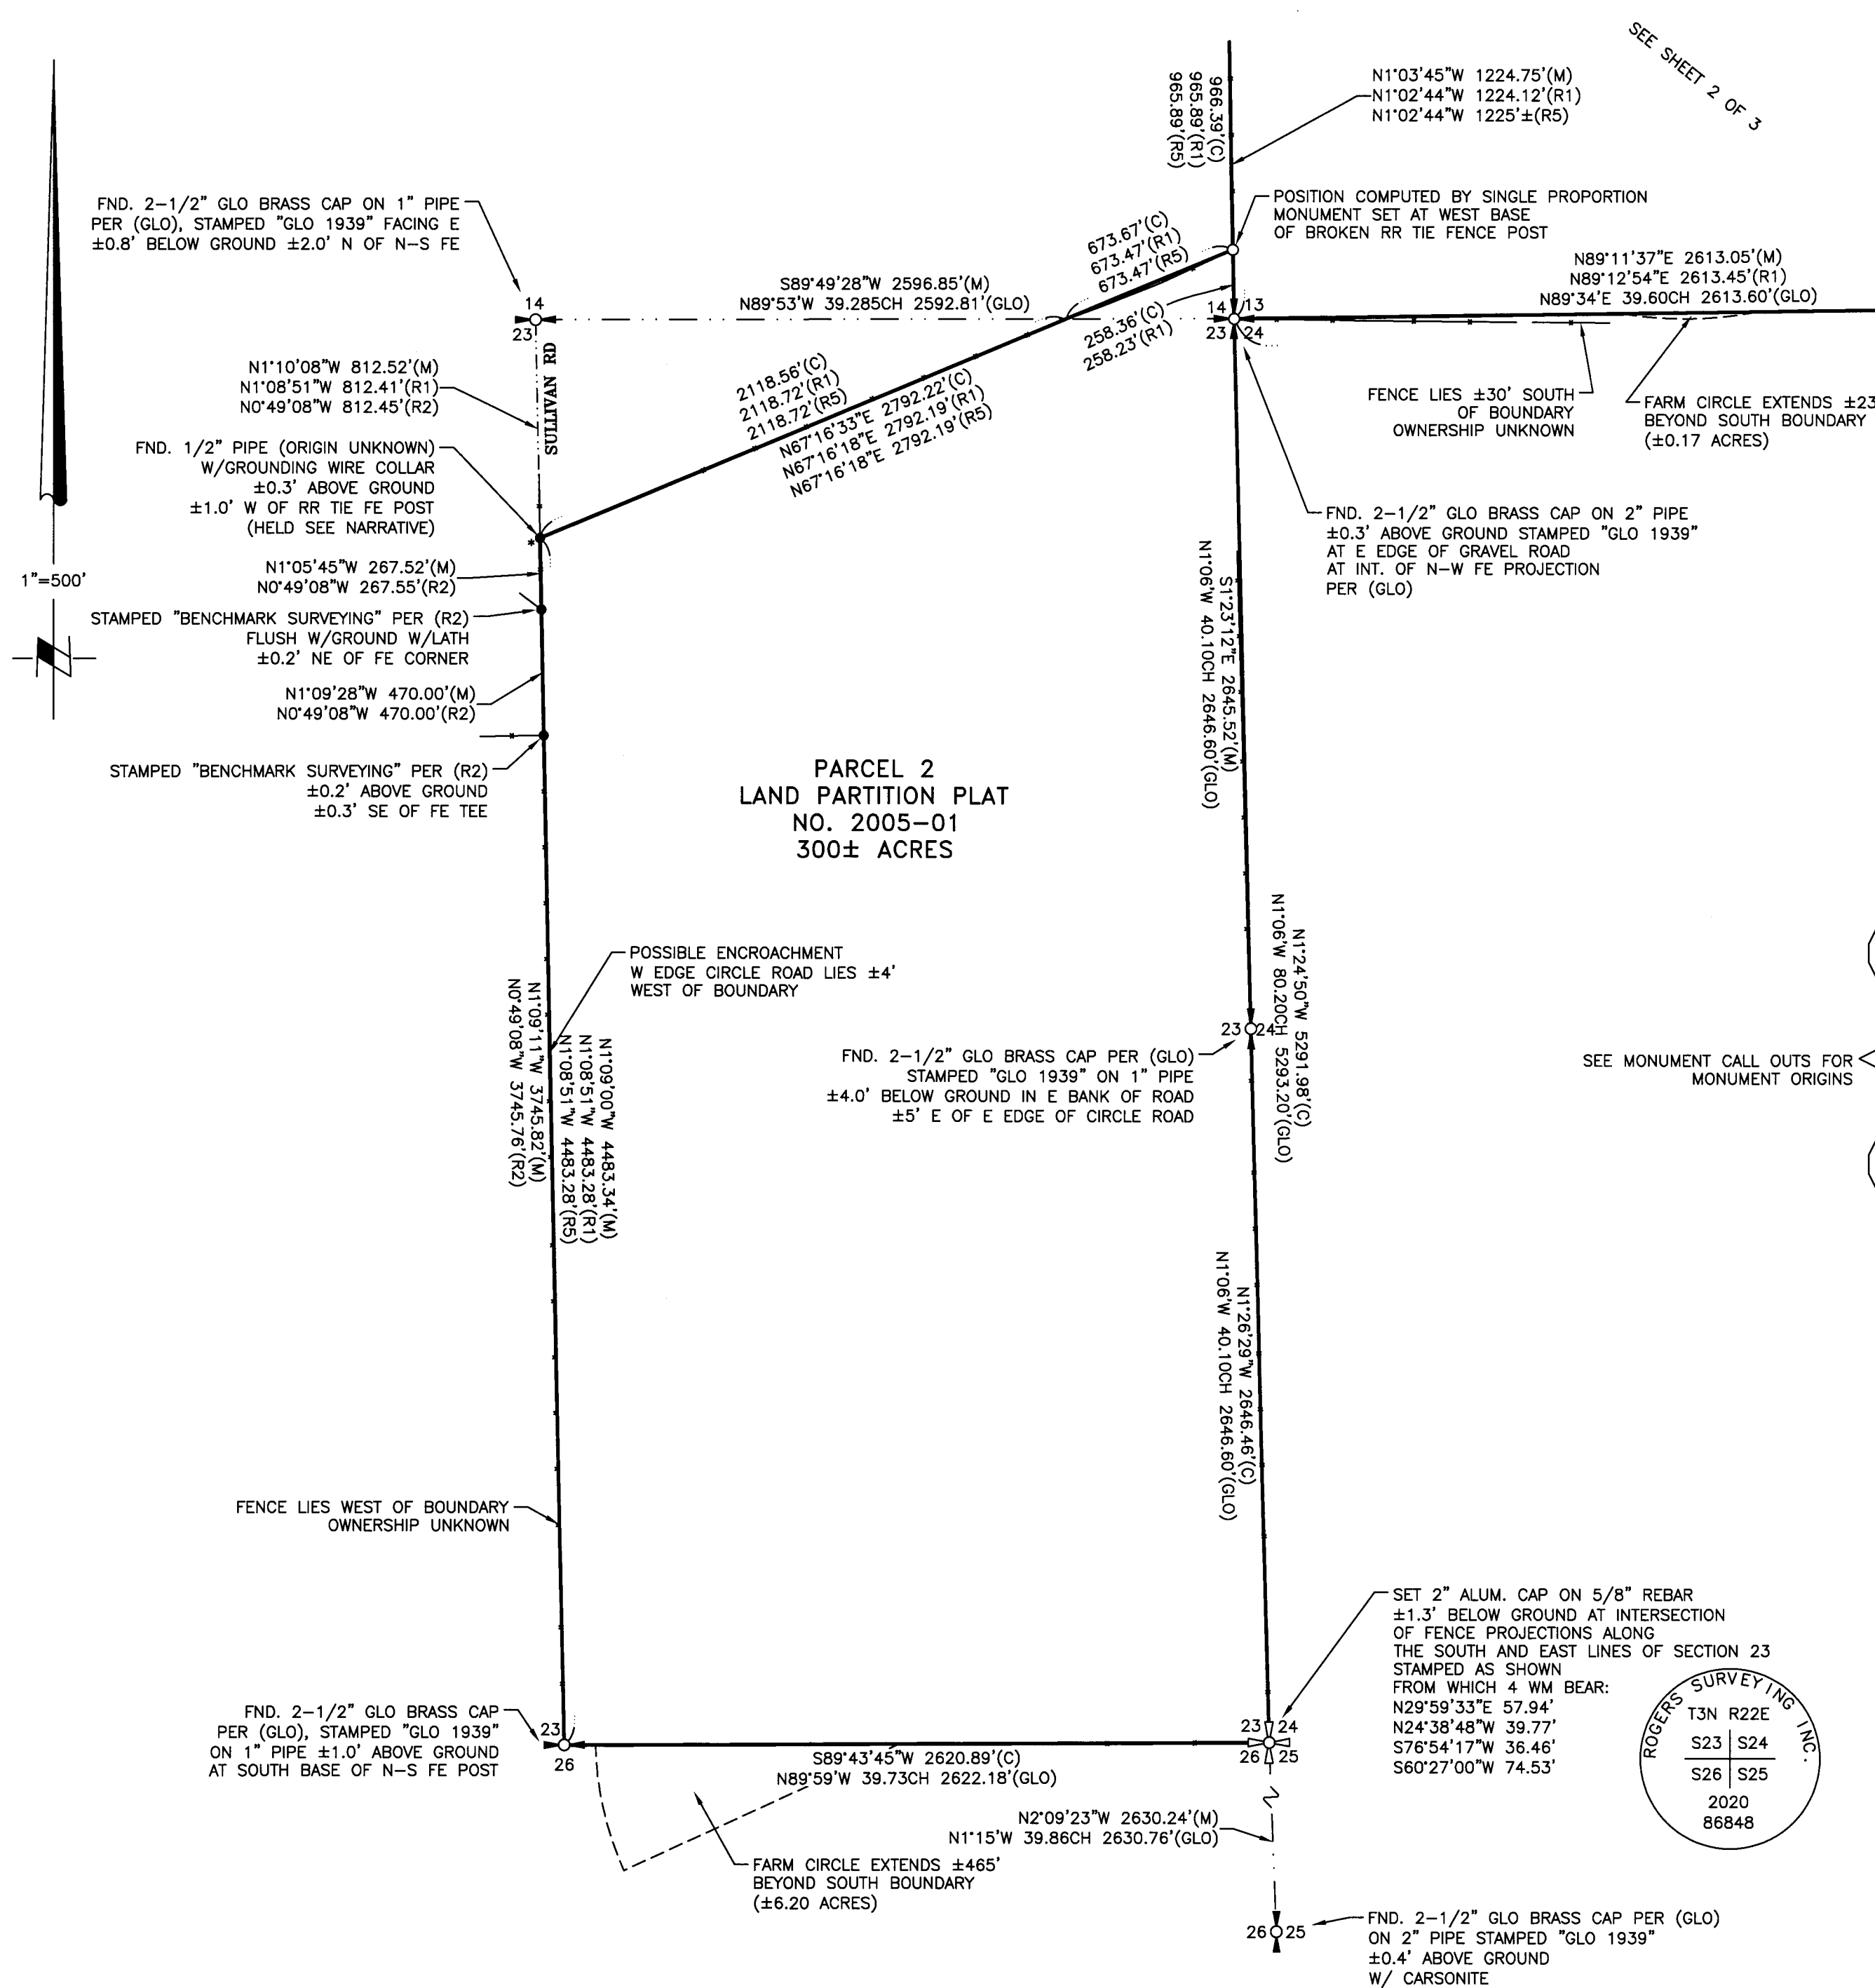 SEE SHEET 2 OF 3
966.39'(C)
965.89'(R1)
965.89'(R5)
N1°03'45"W 1224.75'(M)
N1°02'44"W 1224.12'(R1)
N1°02'44"W 1225'±(R5)
FND. 2-1/2" GLO BRASS CAP ON 1" PIPE
PER (GLO), STAMPED "GLO 1939" FACING E
±0.8' BELOW GROUND ±2.0' N OF N-S FE
POSITION COMPUTED BY SINGLE PROPORTION
MONUMENT SET AT WEST BASE
OF BROKEN RR TIE FENCE POST
673.67'(C)
673.47'(R1)
673.47'(R5)
S89°49'28"W 2596.85'(M)
N89°53'W 39.285CH 2592.81'(GLO)
N89°11'37"E 2613.05'(M)
N89°12'54"E 2613.45'(R1)
N89°34'E 39.60CH 2613.60'(GLO)
14
23
14 13
23 24
258.36'(C)
258.23'(R1)
SULLIVAN RD
N1°10'08"W 812.52'(M)
N1°08'51"W 812.41'(R1)
N0°49'08"W 812.45'(R2)
2118.56'(C)
2118.72'(R1)
2118.72'(R5)
N67°16'33"E 2792.22'(C)
N67°16'18"E 2792.19'(R1)
N67°16'18"E 2792.19'(R5)
FENCE LIES ±30' SOUTH
OF BOUNDARY
OWNERSHIP UNKNOWN
FARM CIRCLE EXTENDS ±23
BEYOND SOUTH BOUNDARY
(±0.17 ACRES)
FND. 1/2" PIPE (ORIGIN UNKNOWN)
W/GROUNDING WIRE COLLAR
±0.3' ABOVE GROUND
±1.0' W OF RR TIE FE POST
(HELD SEE NARRATIVE)
*
FND. 2-1/2" GLO BRASS CAP ON 2" PIPE
±0.3' ABOVE GROUND STAMPED "GLO 1939"
AT E EDGE OF GRAVEL ROAD
AT INT. OF N-W FE PROJECTION
PER (GLO)
1"=500'
N1°05'45"W 267.52'(M)
N0°49'08"W 267.55'(R2)
STAMPED "BENCHMARK SURVEYING" PER (R2)
FLUSH W/GROUND W/LATH
±0.2' NE OF FE CORNER
S1°23'12"E 2645.52'(M)
N1°06'W 40.10CH 2646.60'(GLO)
N1°09'28"W 470.00'(M)
N0°49'08"W 470.00'(R2)
STAMPED "BENCHMARK SURVEYING" PER (R2)
±0.2' ABOVE GROUND
±0.3' SE OF FE TEE
PARCEL 2
LAND PARTITION PLAT
NO. 2005-01
300± ACRES
POSSIBLE ENCROACHMENT
W EDGE CIRCLE ROAD LIES ±4'
WEST OF BOUNDARY
N1°24'50"W 5291.98'(C)
N1°06'W 80.20CH 5293.20'(GLO)
N1°09'11"W 3745.82'(M)
N0°49'08"W 3745.76'(R2)
N1°09'00"W 4483.34'(M)
N1°08'51"W 4483.28'(R1)
N1°08'51"W 4483.28'(R5)
23 24
FND. 2-1/2" GLO BRASS CAP PER (GLO)
STAMPED "GLO 1939" ON 1" PIPE
±4.0' BELOW GROUND IN E BANK OF ROAD
±5' E OF E EDGE OF CIRCLE ROAD
SEE MONUMENT CALL OUTS FOR
MONUMENT ORIGINS
N1°26'29"W 2646.46'(C)
N1°06'W 40.10CH 2646.60'(GLO)
FENCE LIES WEST OF BOUNDARY
OWNERSHIP UNKNOWN
SET 2" ALUM. CAP ON 5/8" REBAR
±1.3' BELOW GROUND AT INTERSECTION
OF FENCE PROJECTIONS ALONG
THE SOUTH AND EAST LINES OF SECTION 23
STAMPED AS SHOWN
FROM WHICH 4 WM BEAR:
N29°59'33"E 57.94'
N24°38'48"W 39.77'
S76°54'17"W 36.46'
S60°27'00"W 74.53'
ROGERS SURVEYING INC.
T3N R22E
S23 S24
S26 S25
2020
86848
FND. 2-1/2" GLO BRASS CAP
PER (GLO), STAMPED "GLO 1939"
ON 1" PIPE ±1.0' ABOVE GROUND
AT SOUTH BASE OF N-S FE POST
23
26
23 24
26 25
S89°43'45"W 2620.89'(C)
N89°59'W 39.73CH 2622.18'(GLO)
N2°09'23"W 2630.24'(M)
N1°15'W 39.86CH 2630.76'(GLO)
FARM CIRCLE EXTENDS ±465'
BEYOND SOUTH BOUNDARY
(±6.20 ACRES)
26 25
FND. 2-1/2" GLO BRASS CAP PER (GLO)
ON 2" PIPE STAMPED "GLO 1939"
±0.4' ABOVE GROUND
W/ CARSONITE